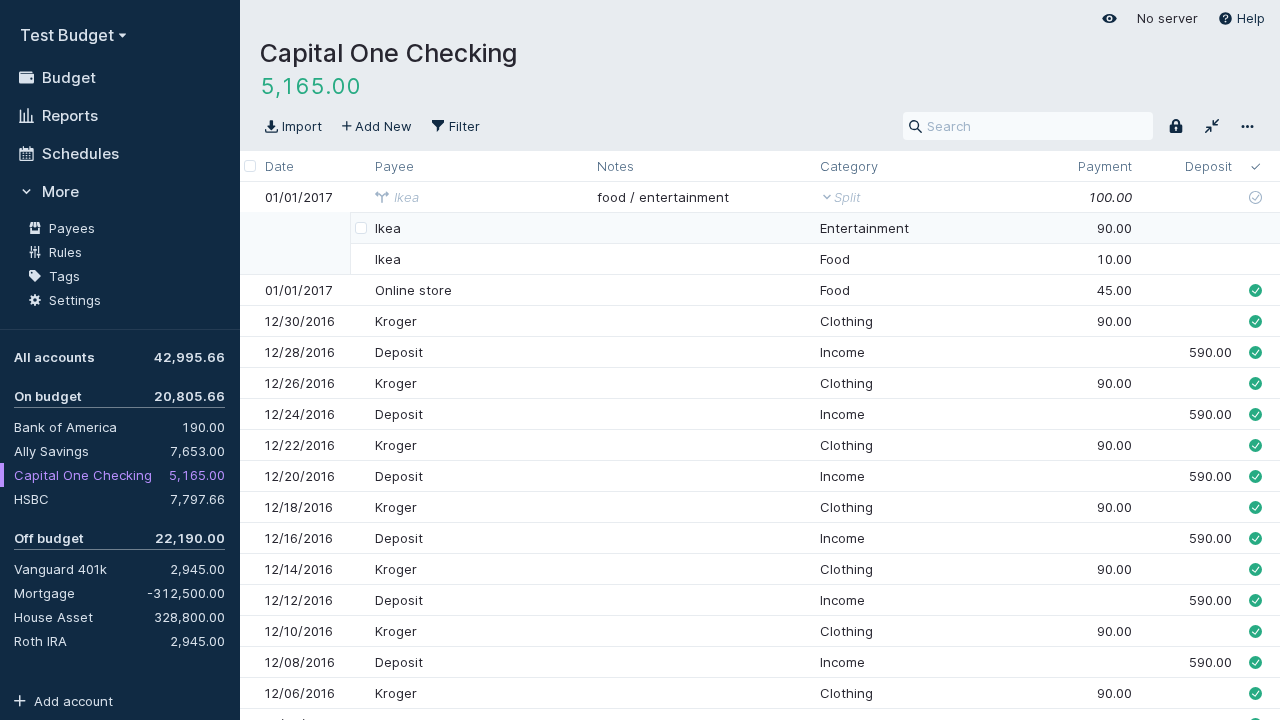 Test Budget
Budget
Reports
Schedules
More
Payees
Rules
Tags
Settings
All accounts 42,995.66
On budget 20,805.66
Bank of America 190.00
Ally Savings 7,653.00
Capital One Checking 5,165.00
HSBC 7,797.66
Off budget 22,190.00
Vanguard 401k 2,945.00
Mortgage -312,500.00
House Asset 328,800.00
Roth IRA 2,945.00
Add account
No server Help
Capital One Checking
5,165.00
Import Add New Filter Search
Date Payee Notes Category Payment Deposit
01/01/2017 Ikea food / entertainment Split 100.00
Ikea Entertainment 90.00
Ikea Food 10.00
01/01/2017 Online store Food 45.00
12/30/2016 Kroger Clothing 90.00
12/28/2016 Deposit Income 590.00
12/26/2016 Kroger Clothing 90.00
12/24/2016 Deposit Income 590.00
12/22/2016 Kroger Clothing 90.00
12/20/2016 Deposit Income 590.00
12/18/2016 Kroger Clothing 90.00
12/16/2016 Deposit Income 590.00
12/14/2016 Kroger Clothing 90.00
12/12/2016 Deposit Income 590.00
12/10/2016 Kroger Clothing 90.00
12/08/2016 Deposit Income 590.00
12/06/2016 Kroger Clothing 90.00